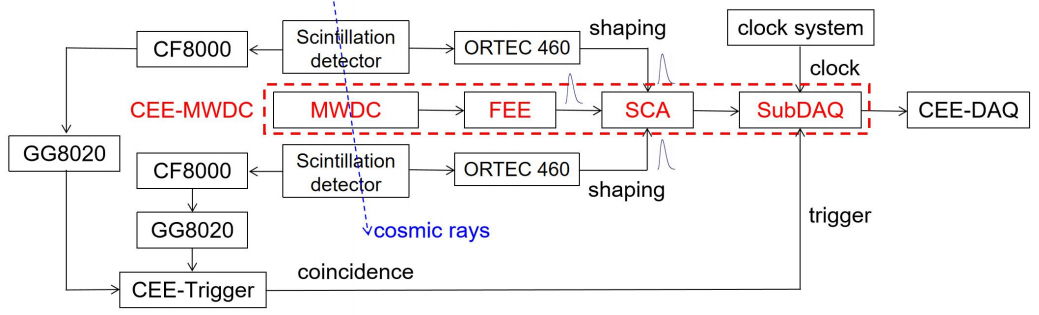 CF8000
Scintillation
detector
ORTEC 460
shaping
clock system
clock
CEE-MWDC
MWDC
FEE
SCA
SubDAQ
CEE-DAQ
GG8020
CF8000
Scintillation
detector
ORTEC 460
shaping
trigger
GG8020
cosmic rays
CEE-Trigger
coincidence